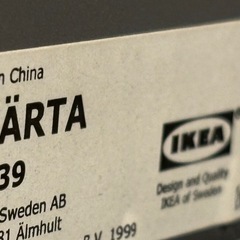 n China
ÄRTA
39
Sweden AB
31 Älmhult
B.V. 1999
IKEA
Design and Quality
IKEA of Sweden